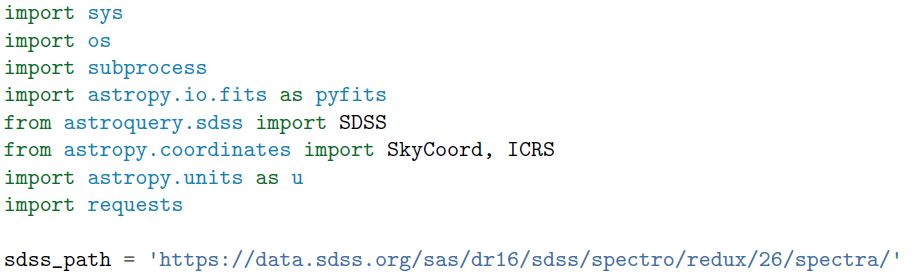 import sys
import os
import subprocess
import astropy.io.fits as pyfits
from astroquery.sdss import SDSS
from astropy.coordinates import SkyCoord, ICRS
import astropy.units as u
import requests

sdss_path = 'https://data.sdss.org/sas/dr16/sdss/spectro/redux/26/spectra/'